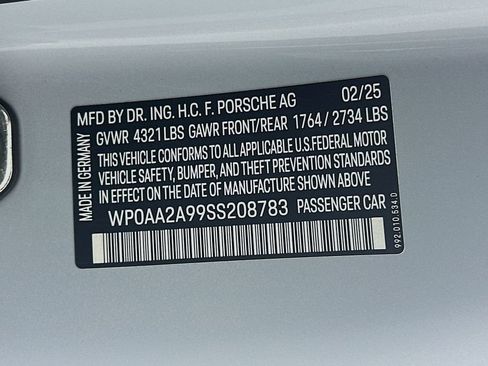 MFD BY DR. ING. H.C. F. PORSCHE AG 02/25
GVWR 4321 LBS GAWR FRONT/REAR 1764 / 2734 LBS
THIS VEHICLE CONFORMS TO ALL APPLICABLE U.S.FEDERAL MOTOR
VEHICLE SAFETY, BUMPER, AND THEFT PREVENTION STANDARDS
IN EFFECT ON THE DATE OF MANUFACTURE SHOWN ABOVE
WP0AA2A99SS208783 PASSENGER CAR
MADE IN GERMANY
992.010.534.0